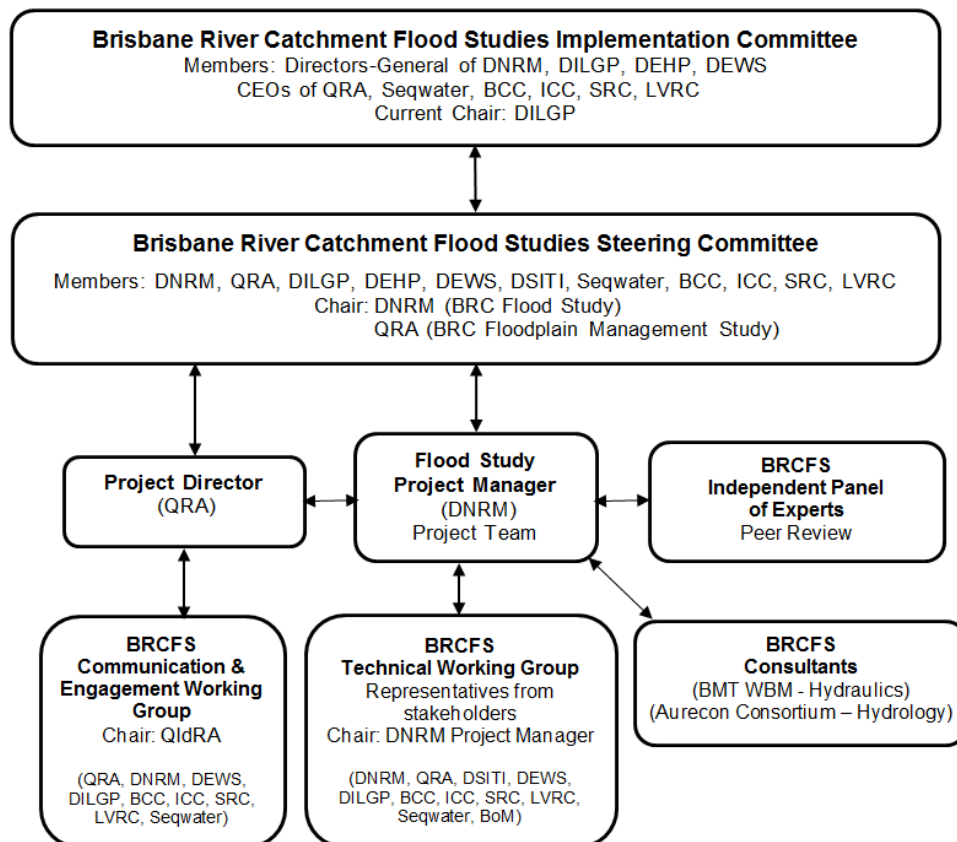 Brisbane River Catchment Flood Studies Implementation Committee
Members: Directors-General of DNRM, DILGP, DEHP, DEWS
CEOs of QRA, Seqwater, BCC, ICC, SRC, LVRC
Current Chair: DILGP
Brisbane River Catchment Flood Studies Steering Committee
Members: DNRM, QRA, DILGP, DEHP, DEWS, DSITI, Seqwater, BCC, ICC, SRC, LVRC
Chair: DNRM (BRC Flood Study)
QRA (BRC Floodplain Management Study)
Project Director
(QRA)
Flood Study
Project Manager
(DNRM)
Project Team
BRCFS
Independent Panel
of Experts
Peer Review
BRCFS
Communication &
Engagement Working
Group
Chair: QldRA
(QRA, DNRM, DEWS,
DILGP, BCC, ICC, SRC,
LVRC, Seqwater)
BRCFS
Technical Working Group
Representatives from
stakeholders
Chair: DNRM Project Manager
(DNRM, QRA, DSITI, DEWS,
DILGP, BCC, ICC, SRC, LVRC,
Seqwater, BoM)
BRCFS
Consultants
(BMT WBM - Hydraulics)
(Aurecon Consortium – Hydrology)